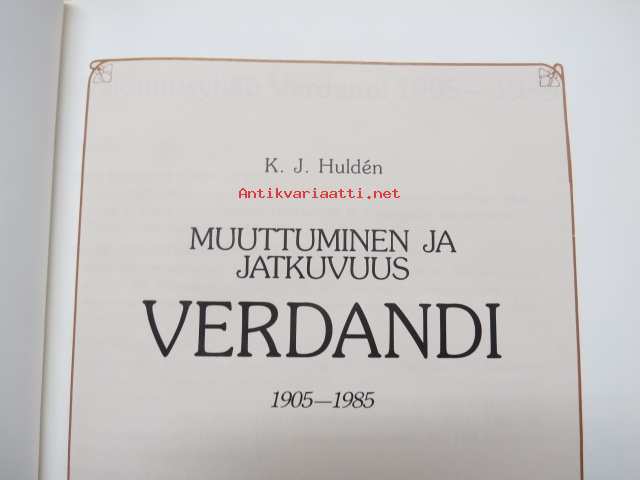 K. J. Huldén
Antikvariaatti.net
MUUTTUMINEN JA
JATKUVUUS
VERDANDI
1905—1985